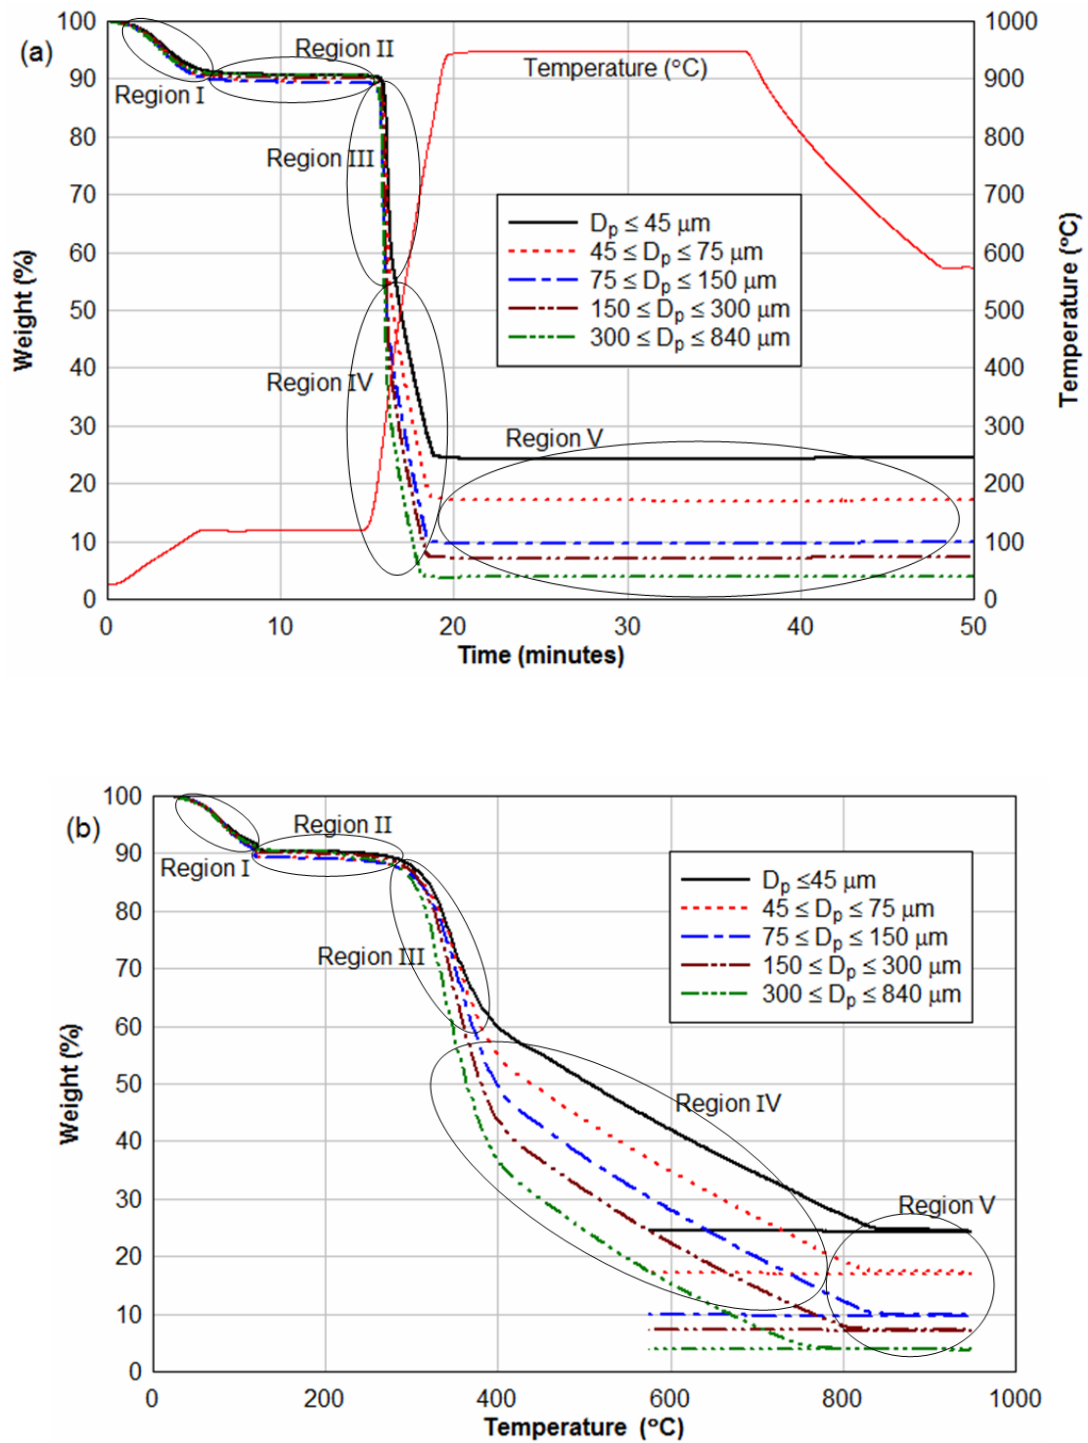 (a)
100
90
80
70
60
50
40
30
20
10
0
Weight (%)
Region I
Region II
Region III
Region IV
Region V
Temperature (°C)
Dp ≤ 45 μm
45 ≤ Dp ≤ 75 μm
75 ≤ Dp ≤ 150 μm
150 ≤ Dp ≤ 300 μm
300 ≤ Dp ≤ 840 μm
1000
900
800
700
600
500
400
300
200
100
0
Temperature (°C)
0 10 20 30 40 50
Time (minutes)
(b)
100
90
80
70
60
50
40
30
20
10
0
Weight (%)
Region I
Region II
Region III
Region IV
Region V
Dp ≤45 μm
45 ≤ Dp ≤ 75 μm
75 ≤ Dp ≤ 150 μm
150 ≤ Dp ≤ 300 μm
300 ≤ Dp ≤ 840 μm
0 200 400 600 800 1000
Temperature (°C)